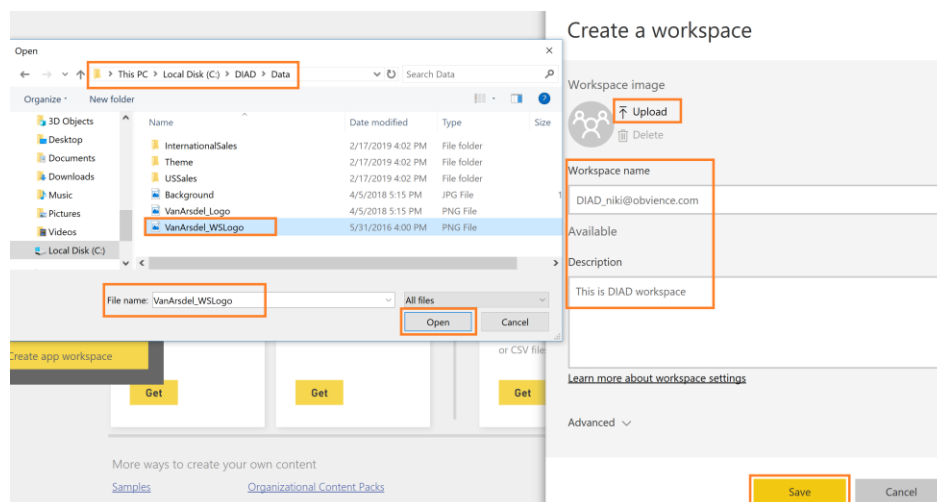 Open
This PC > Local Disk (C:) > DIAD > Data
Search Data
Organize
New folder
Name
Date modified
Type
Size
3D Objects
Desktop
Documents
Downloads
Music
Pictures
Videos
Local Disk (C:)
InternationalSales 2/17/2019 4:02 PM File folder
Theme 2/17/2019 4:02 PM File folder
USSales 2/17/2019 4:02 PM File folder
Background 4/5/2018 5:15 PM JPG File 1
VanArsdel_Logo 4/5/2018 5:15 PM PNG File
VanArsdel_WSLogo 5/31/2016 4:00 PM PNG File
File name: VanArsdel_WSLogo
All files
Open
Cancel
Create app workspace
or CSV file
Get
Get
Get
More ways to create your own content
Samples
Organizational Content Packs
Create a workspace
Workspace image
Upload
Delete
Workspace name
DIAD_niki@obvience.com
Available
Description
This is DIAD workspace
Learn more about workspace settings
Advanced
Save
Cancel